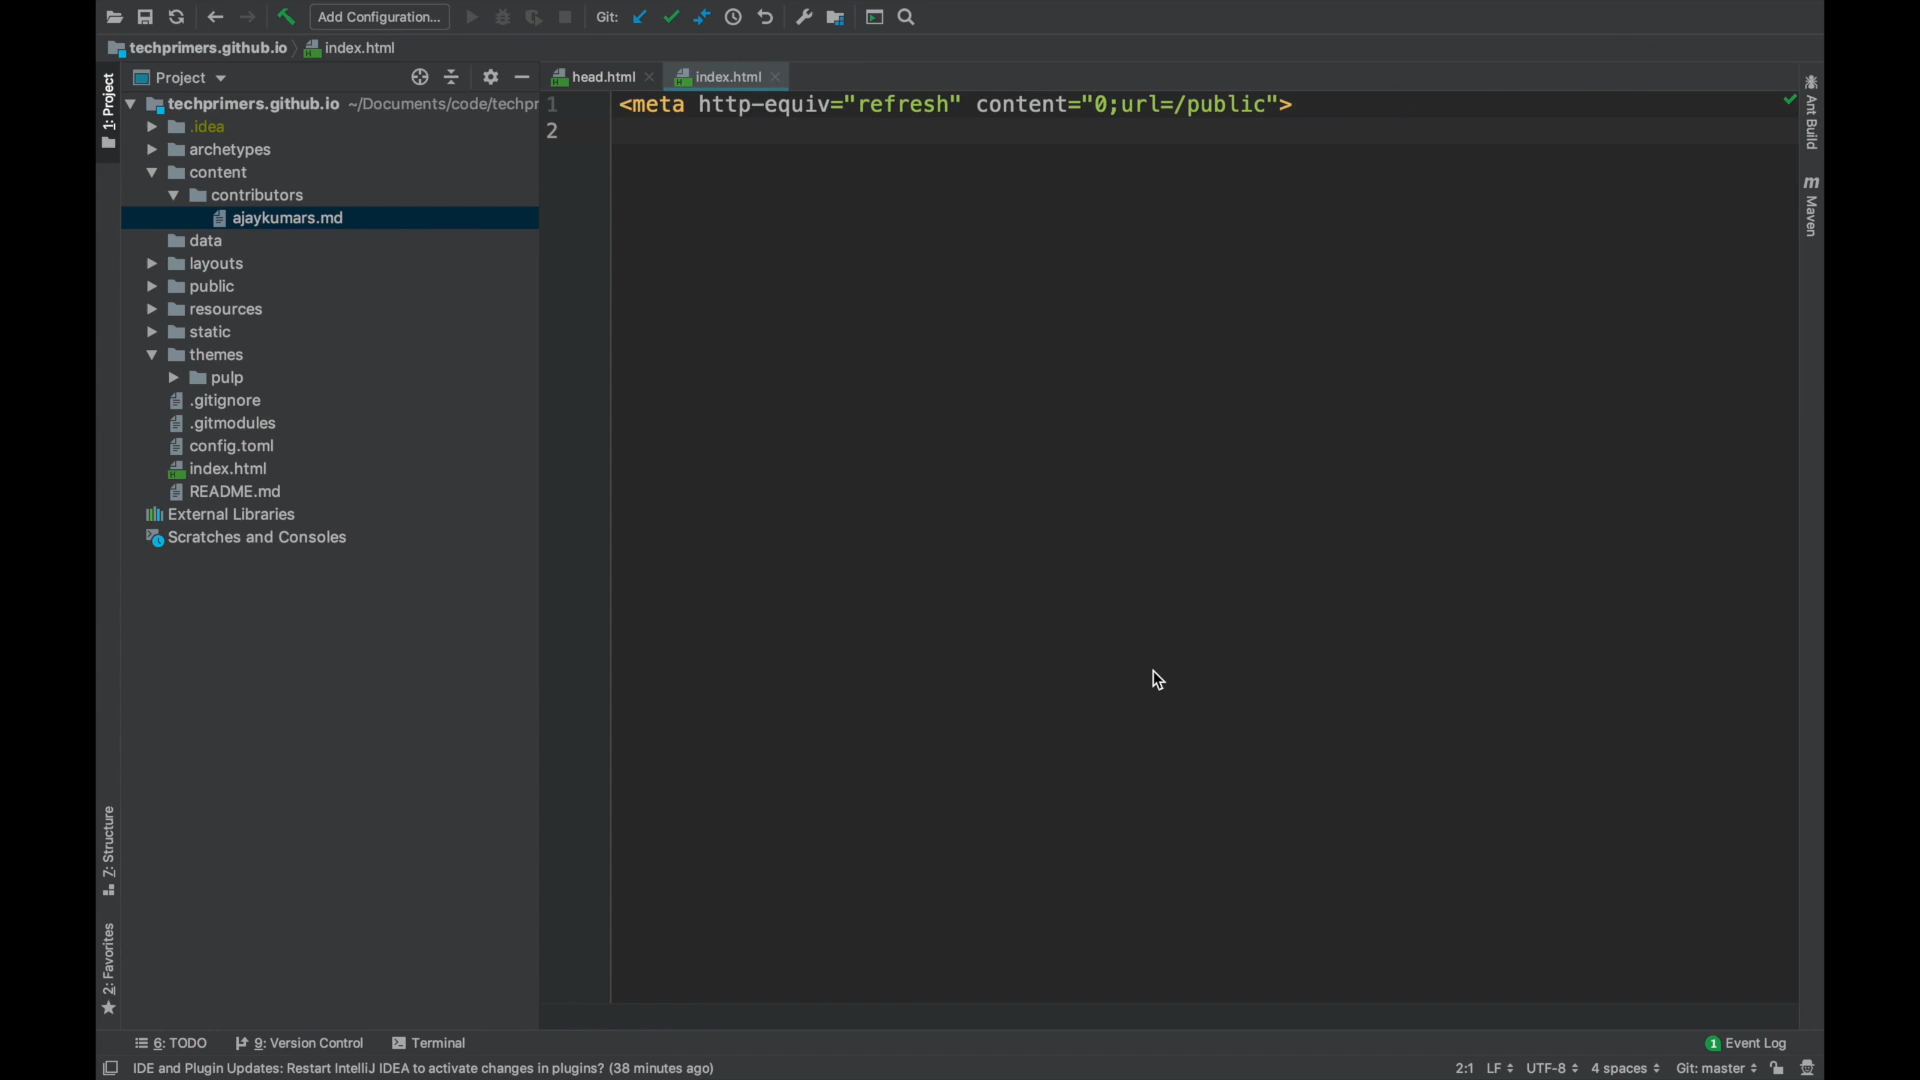 Add Configuration...
Git:
techprimers.github.io
index.html
1: Project
Project
head.html
index.html
techprimers.github.io ~/Documents/code/techpr
.idea
archetypes
content
contributors
ajaykumars.md
data
layouts
public
resources
static
themes
pulp
.gitignore
.gitmodules
config.toml
index.html
README.md
External Libraries
Scratches and Consoles
1 <meta http-equiv="refresh" content="0;url=/public">
2
Ant Build
m Maven
Z: Structure
2: Favorites
6: TODO
9: Version Control
Terminal
1 Event Log
IDE and Plugin Updates: Restart IntelliJ IDEA to activate changes in plugins? (38 minutes ago)
2:1 LF UTF-8 4 spaces Git: master